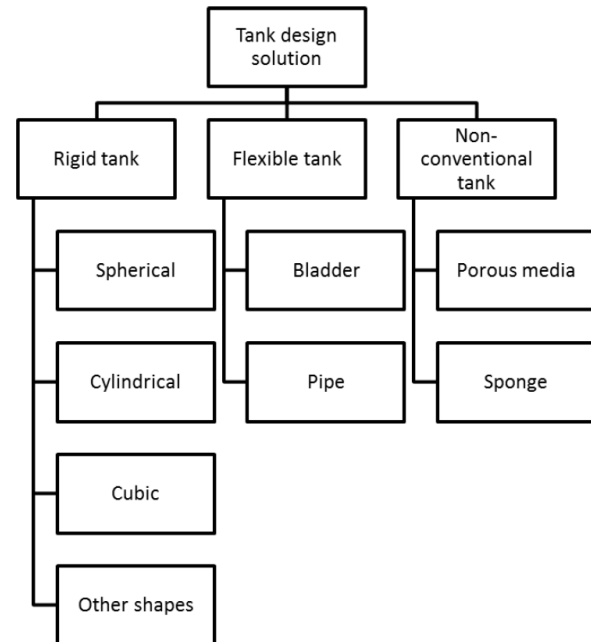 Tank design
solution
Rigid tank
Flexible tank
Non-
conventional
tank
Spherical
Bladder
Porous media
Cylindrical
Pipe
Sponge
Cubic
Other shapes